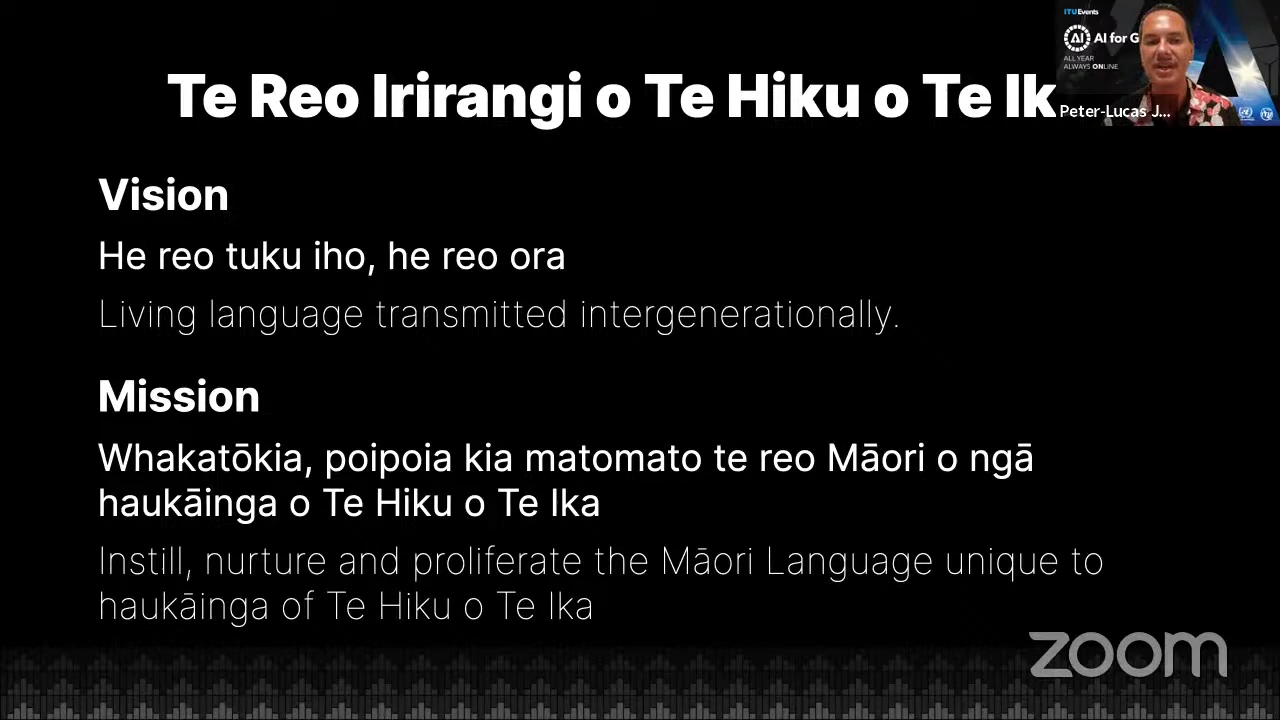 Te Reo Irirangi o Te Hiku o Te Ik
Vision
He reo tuku iho, he reo ora
Living language transmitted intergenerationally.
Mission
Whakatōkia, poipoia kia matomato te reo Māori o ngā
haukāinga o Te Hiku o Te Ika
Instill, nurture and proliferate the Māori Language unique to
haukāinga of Te Hiku o Te Ika
ITUEvents
AI
AI for G
ALL YEAR
ALWAYS ONLINE
Peter-Lucas J...
zoom